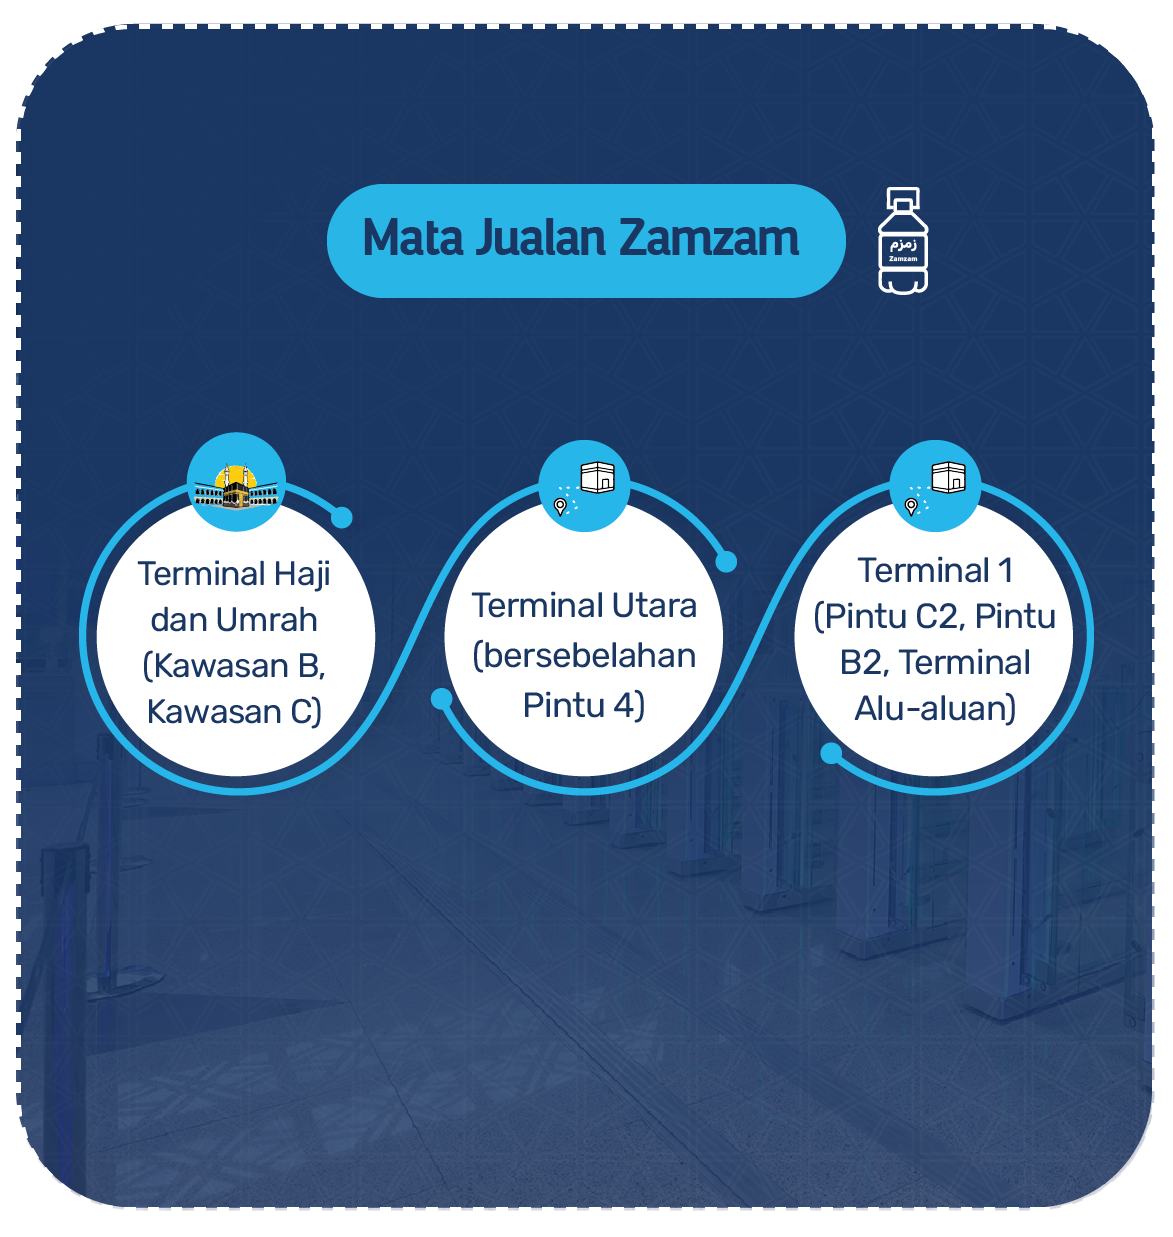 Mata Jualan Zamzam
زمزم
Zamzam
Terminal Haji
dan Umrah
(Kawasan B,
Kawasan C)
Terminal Utara
(bersebelahan
Pintu 4)
Terminal 1
(Pintu C2, Pintu
B2, Terminal
Alu-aluan)